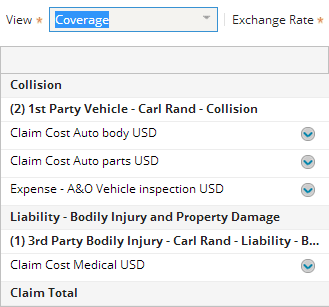 View * Coverage Exchange Rate *
Collision
(2) 1st Party Vehicle - Carl Rand - Collision
Claim Cost Auto body USD
Claim Cost Auto parts USD
Expense - A&O Vehicle inspection USD
Liability - Bodily Injury and Property Damage
(1) 3rd Party Bodily Injury - Carl Rand - Liability - B...
Claim Cost Medical USD
Claim Total